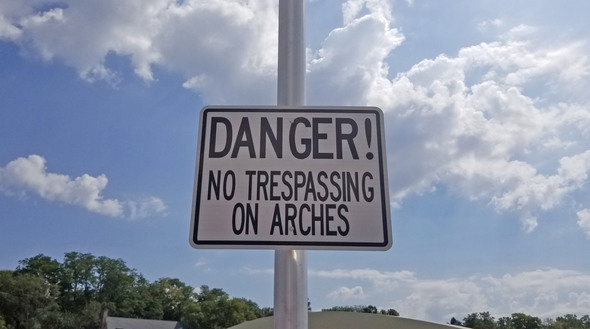 DANGER!
NO TRESPASSING
ON ARCHES